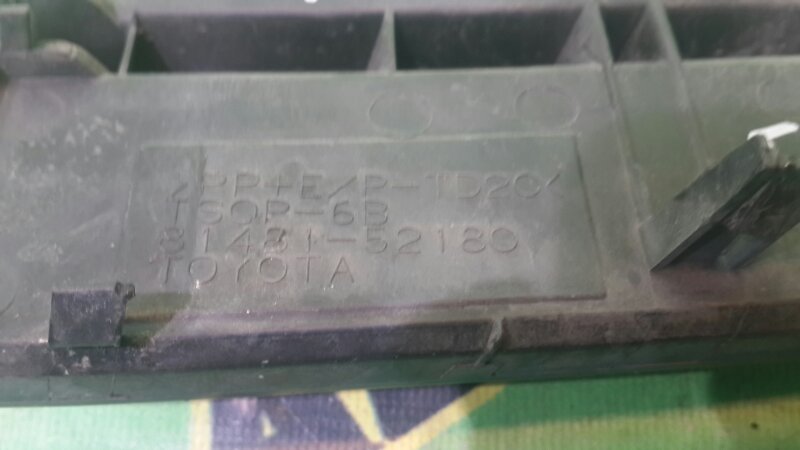 >PP+E/P-TD20<
TSOP-6B
81481-52180
TOYOTA